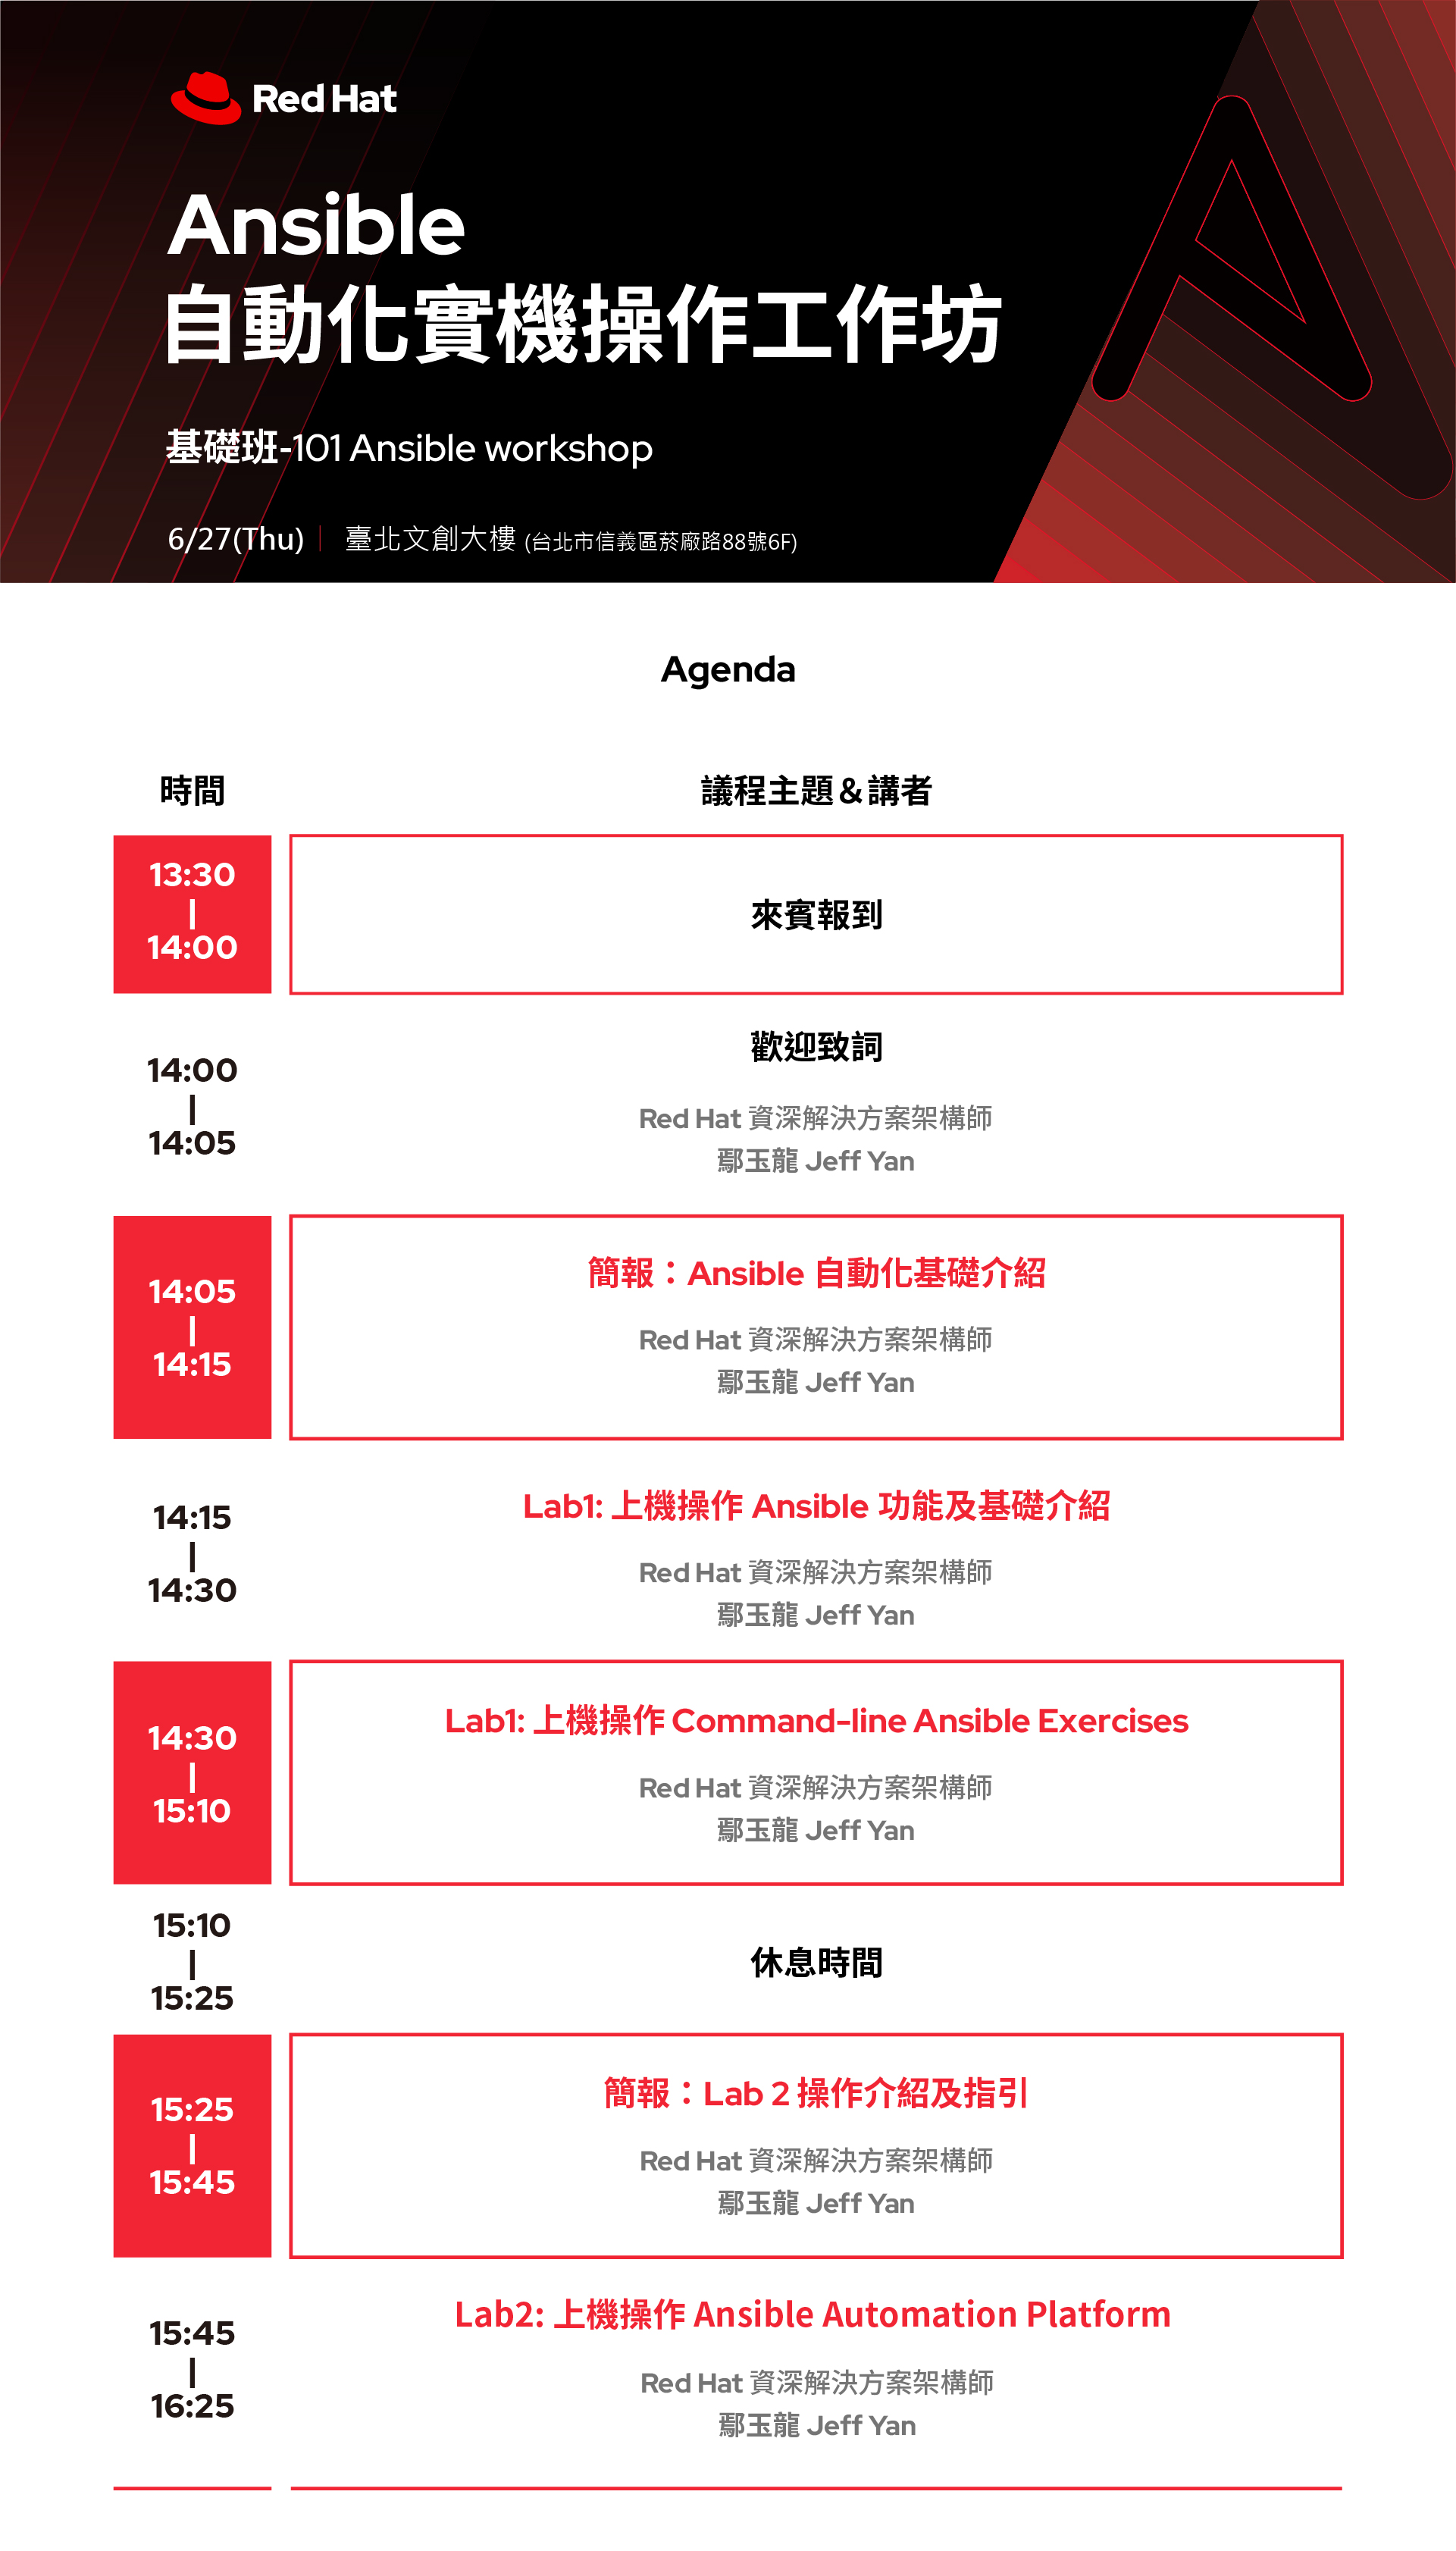 Red Hat
Ansible
自動化實機操作工作坊
基礎班-101 Ansible workshop
6/27(Thu) | 臺北文創大樓 (台北市信義區菸廠路88號6F)
Agenda
時間 議程主題＆講者
13:30
|
14:00
來賓報到
14:00
|
14:05
歡迎致詞
Red Hat 資深解決方案架構師
鄢玉龍 Jeff Yan
14:05
|
14:15
簡報：Ansible 自動化基礎介紹
Red Hat 資深解決方案架構師
鄢玉龍 Jeff Yan
14:15
|
14:30
Lab1: 上機操作 Ansible 功能及基礎介紹
Red Hat 資深解決方案架構師
鄢玉龍 Jeff Yan
14:30
|
15:10
Lab1: 上機操作 Command-line Ansible Exercises
Red Hat 資深解決方案架構師
鄢玉龍 Jeff Yan
15:10
|
15:25
休息時間
15:25
|
15:45
簡報：Lab 2 操作介紹及指引
Red Hat 資深解決方案架構師
鄢玉龍 Jeff Yan
15:45
|
16:25
Lab2: 上機操作 Ansible Automation Platform
Red Hat 資深解決方案架構師
鄢玉龍 Jeff Yan